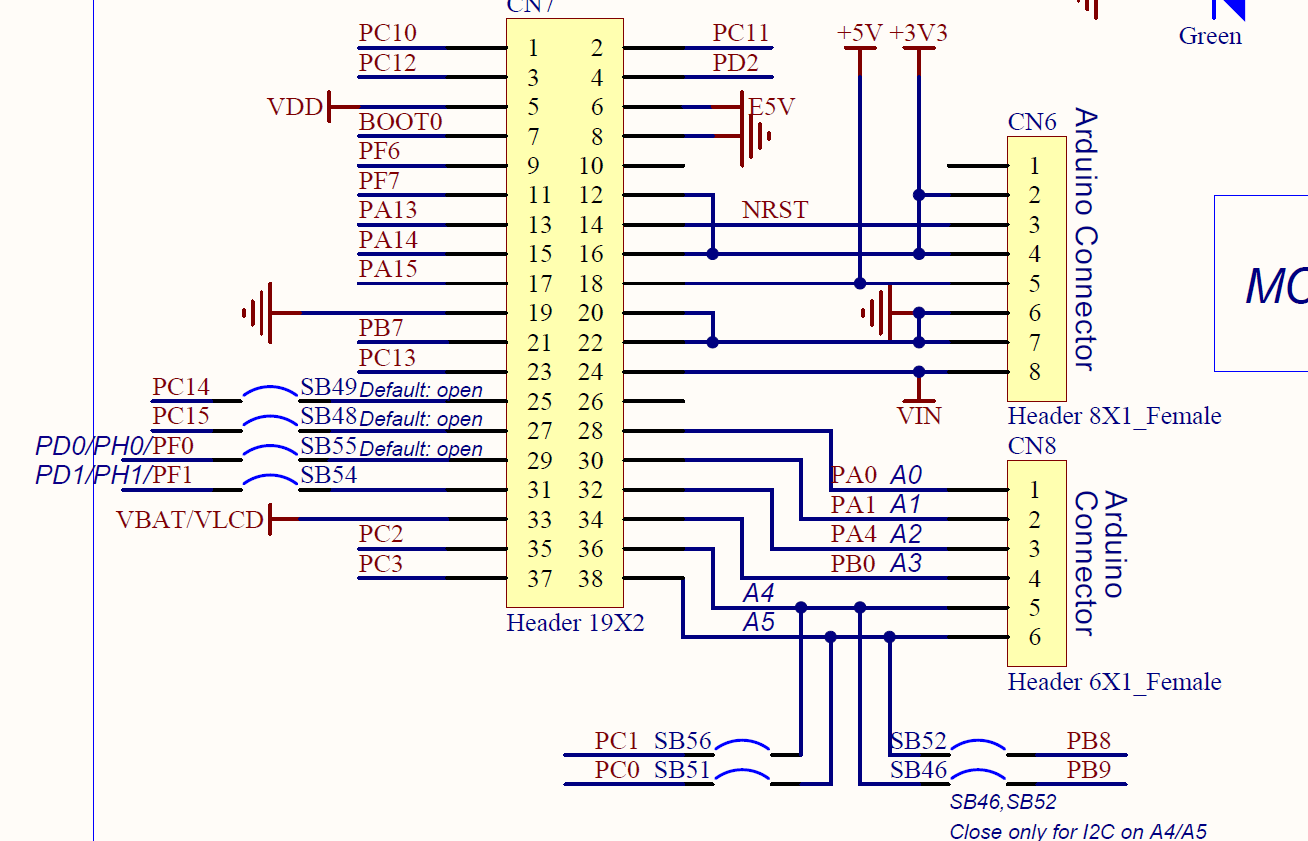 CN7
Green
PC10 1 2 PC11
+5V +3V3
PC12 3 4 PD2
VDD 5 6 E5V
BOOT0 7 8
PF6 9 10
PF7 11 12
PA13 13 14 NRST
PA14 15 16
PA15 17 18
19 20
PB7 21 22
PC13 23 24
PC14 SB49 Default: open 25 26
PC15 SB48 Default: open 27 28
PD0/PH0/PF0 SB55 Default: open 29 30
PD1/PH1/PF1 SB54 31 32
VBAT/VLCD 33 34
PC2 35 36
PC3 37 38
Header 19X2
CN6
1
2
3
4
5
6
7
8
Arduino Connector
VIN
Header 8X1_Female
MC
CN8
PA0 A0 1
PA1 A1 2
PA4 A2 3
PB0 A3 4
A4 5
A5 6
Arduino
Connector
Header 6X1_Female
PC1 SB56
PC0 SB51
SB52 PB8
SB46 PB9
SB46,SB52
Close only for I2C on A4/A5